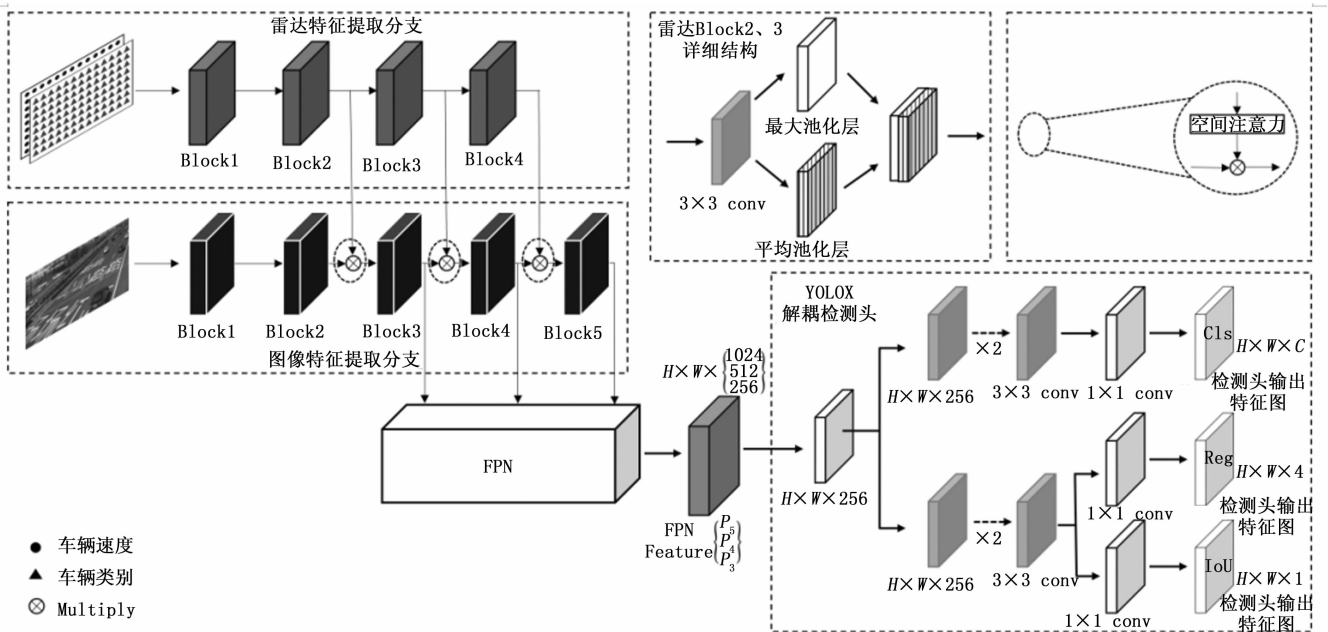 雷达特征提取分支
Block1
Block2
Block3
Block4
Block1
Block2
Block3
Block4
Block5
图像特征提取分支
雷达Block2、3
详细结构
最大池化层
3×3 conv
平均池化层
空间注意力
FPN
H×W×{1024
512
256}
FPN
Feature{P5
P4
P3}
YOLOX
解耦检测头
H×W×256
×2
H×W×256
3×3 conv
1×1 conv
Cls
H×W×C
检测头输出
特征图
×2
H×W×256
3×3 conv
1×1 conv
Reg
H×W×4
检测头输出
特征图
1×1 conv
IoU
H×W×1
检测头输出
特征图
车辆速度
车辆类别
Multiply